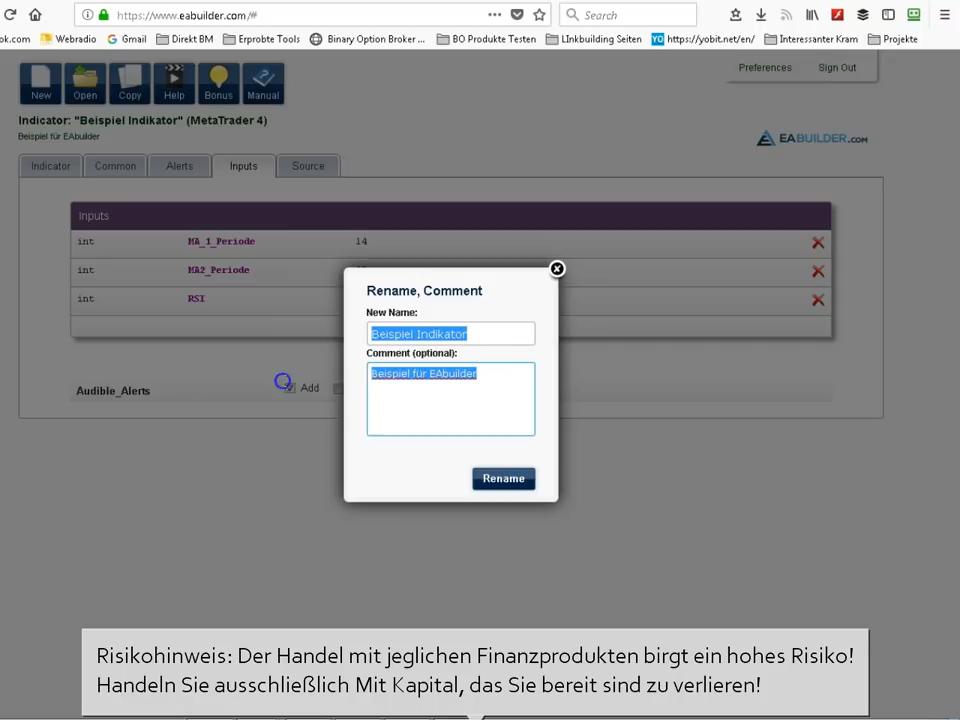 https://www.eabuilder.com/#
Search
ok.com Webradio Gmail Direkt BM Erprobte Tools Binary Option Broker ... BO Produkte Testen LInkbuilding Seiten YO https://yobit.net/en/ Interessanter Kram Projekte
Preferences Sign Out
New Open Copy Help Bonus Manual
Indicator: "Beispiel Indikator" (MetaTrader 4)
Beispiel für EAbuilder
EABUILDER.COM
Indicator Common Alerts Inputs Source
Inputs
int MA_1_Periode 14
int MA2_Periode
int RSI
Rename, Comment
New Name:
Beispiel Indikator
Comment (optional):
Beispiel für EAbuilder
Audible_Alerts Add
Rename
Risikohinweis: Der Handel mit jeglichen Finanzprodukten birgt ein hohes Risiko!
Handeln Sie ausschließlich Mit Kapital, das Sie bereit sind zu verlieren!